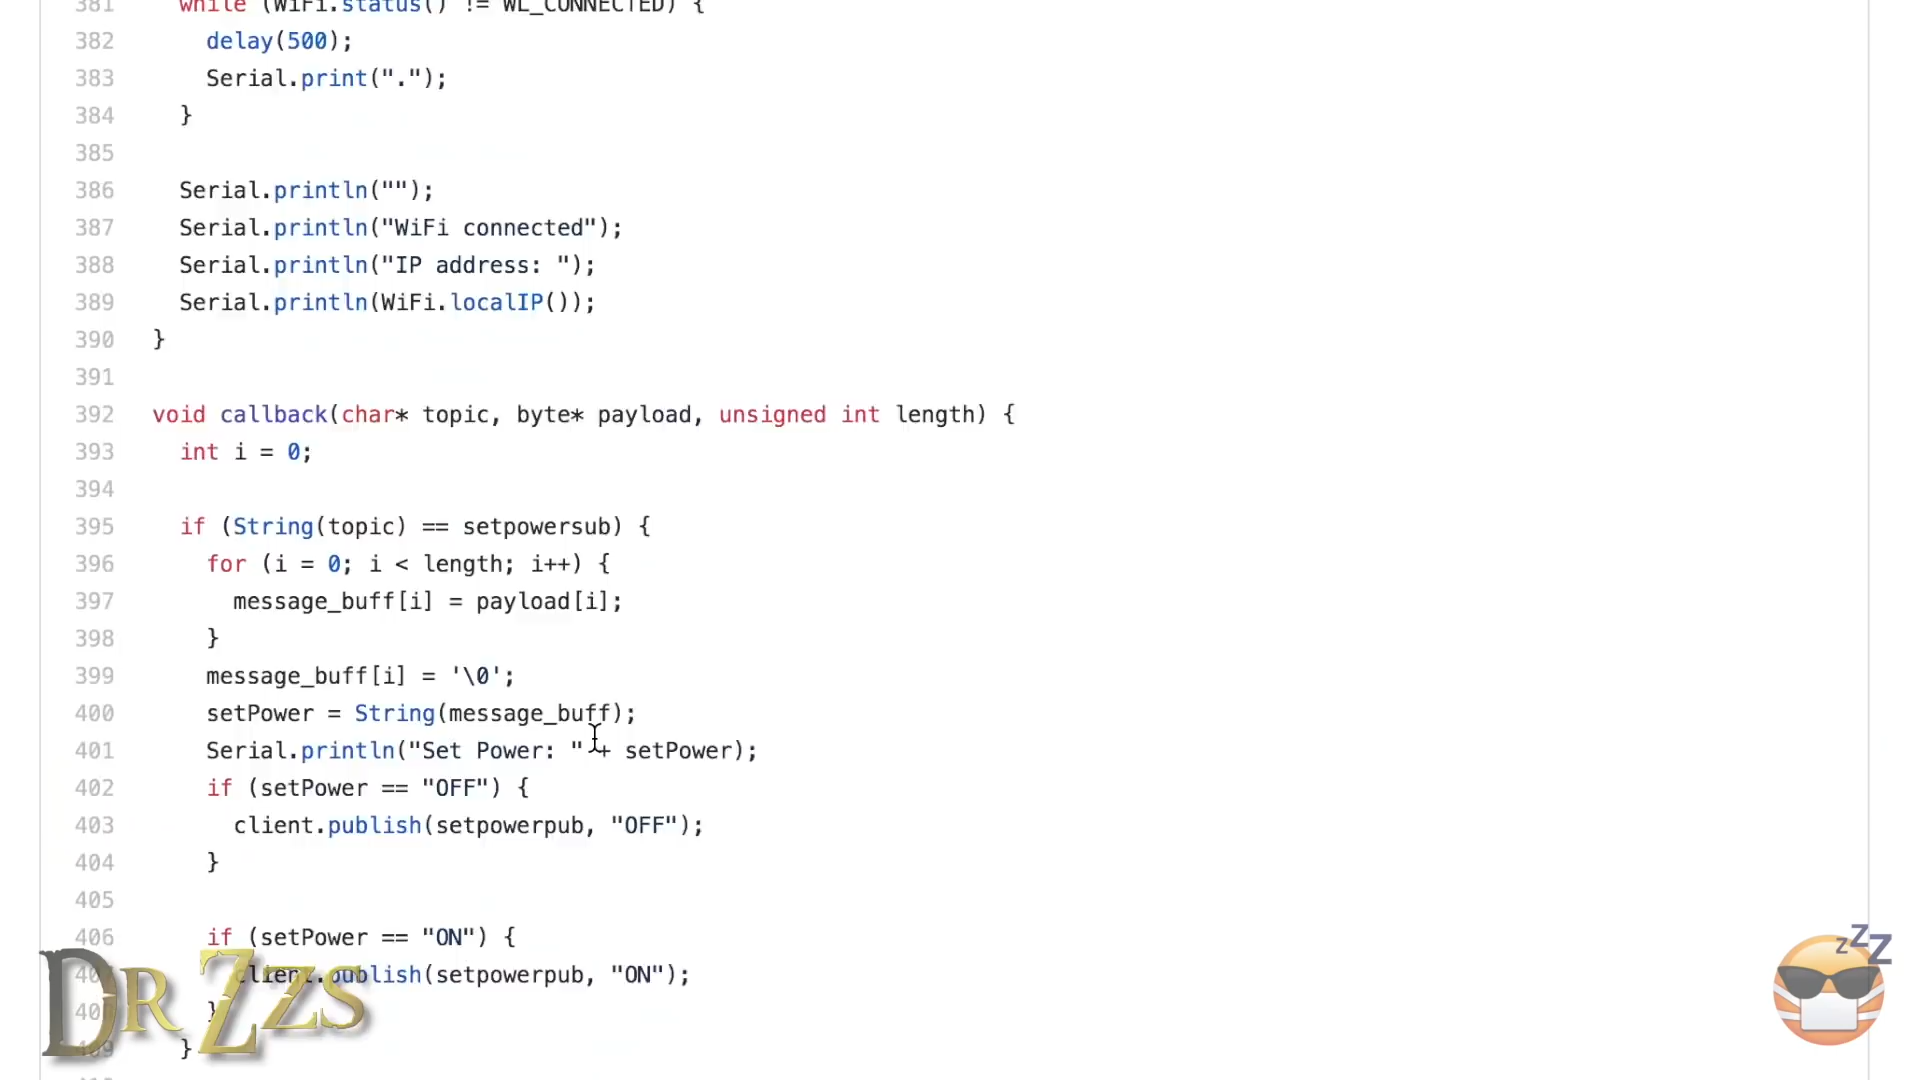 381 while (WiFi.status() != WL_CONNECTED) {
382 delay(500);
383 Serial.print(".");
384 }
385
386 Serial.println("");
387 Serial.println("WiFi connected");
388 Serial.println("IP address: ");
389 Serial.println(WiFi.localIP());
390 }
391
392 void callback(char* topic, byte* payload, unsigned int length) {
393 int i = 0;
394
395 if (String(topic) == setpowersub) {
396 for (i = 0; i < length; i++) {
397 message_buff[i] = payload[i];
398 }
399 message_buff[i] = '\0';
400 setPower = String(message_buff);
401 Serial.println("Set Power: " + setPower);
402 if (setPower == "OFF") {
403 client.publish(setpowerpub, "OFF");
404 }
405
406 if (setPower == "ON") {
client.publish(setpowerpub, "ON");
}
409 }
DR ZZS
z Z Z